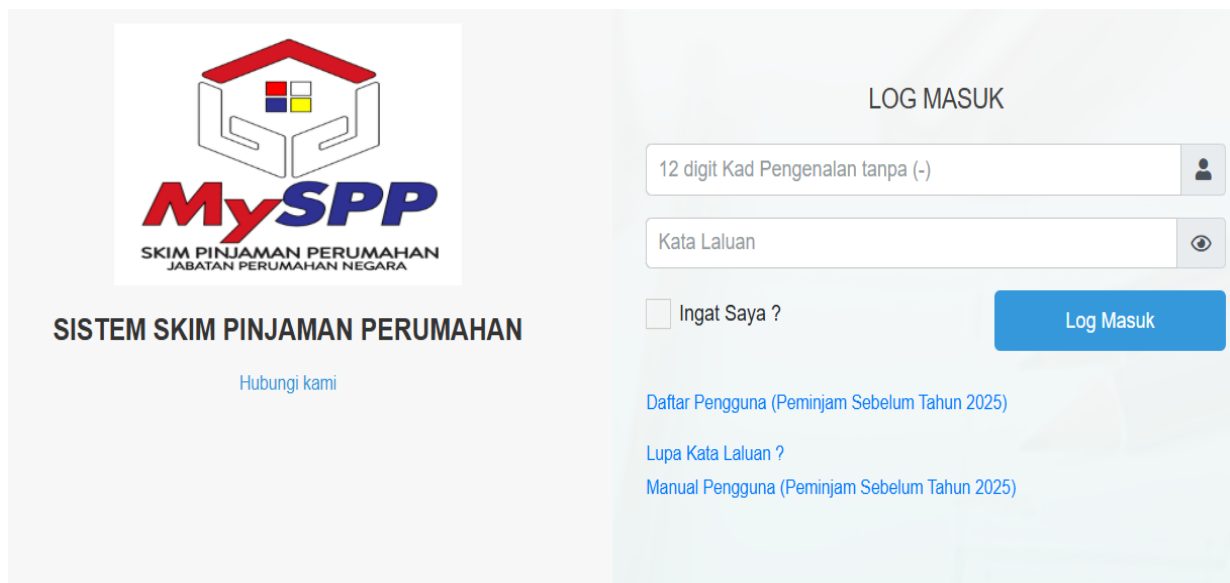 MySPP
SKIM PINJAMAN PERUMAHAN
JABATAN PERUMAHAN NEGARA
SISTEM SKIM PINJAMAN PERUMAHAN
Hubungi kami
LOG MASUK
12 digit Kad Pengenalan tanpa (-)
Kata Laluan
Ingat Saya ?
Log Masuk
Daftar Pengguna (Peminjam Sebelum Tahun 2025)
Lupa Kata Laluan ?
Manual Pengguna (Peminjam Sebelum Tahun 2025)